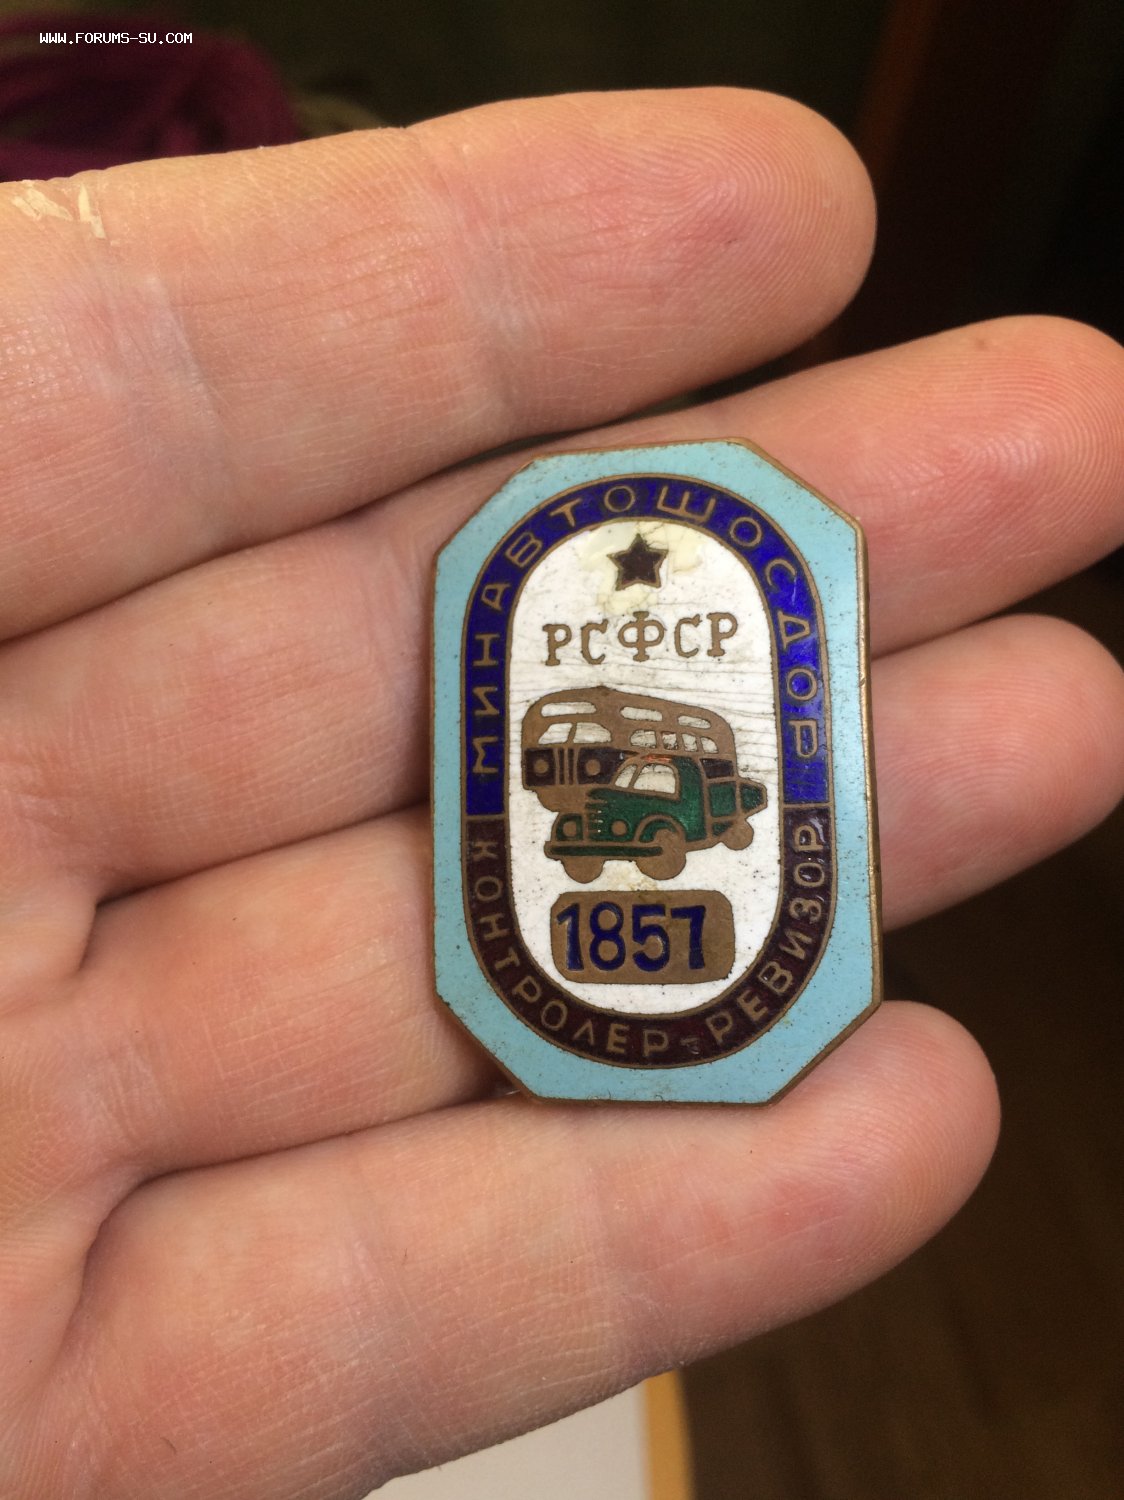 WWW.FORUMS-SU.COM
МИНАВТОШОСДОР
РСФСР
1857
КОНТРОЛЕР-РЕВИЗОР